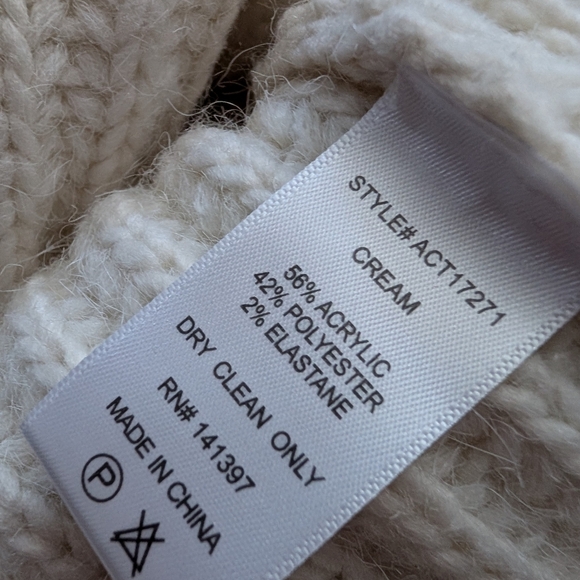 STYLE# ACT17271
CREAM
56% ACRYLIC
42% POLYESTER
2% ELASTANE
DRY CLEAN ONLY
RN# 141397
MADE IN CHINA
P